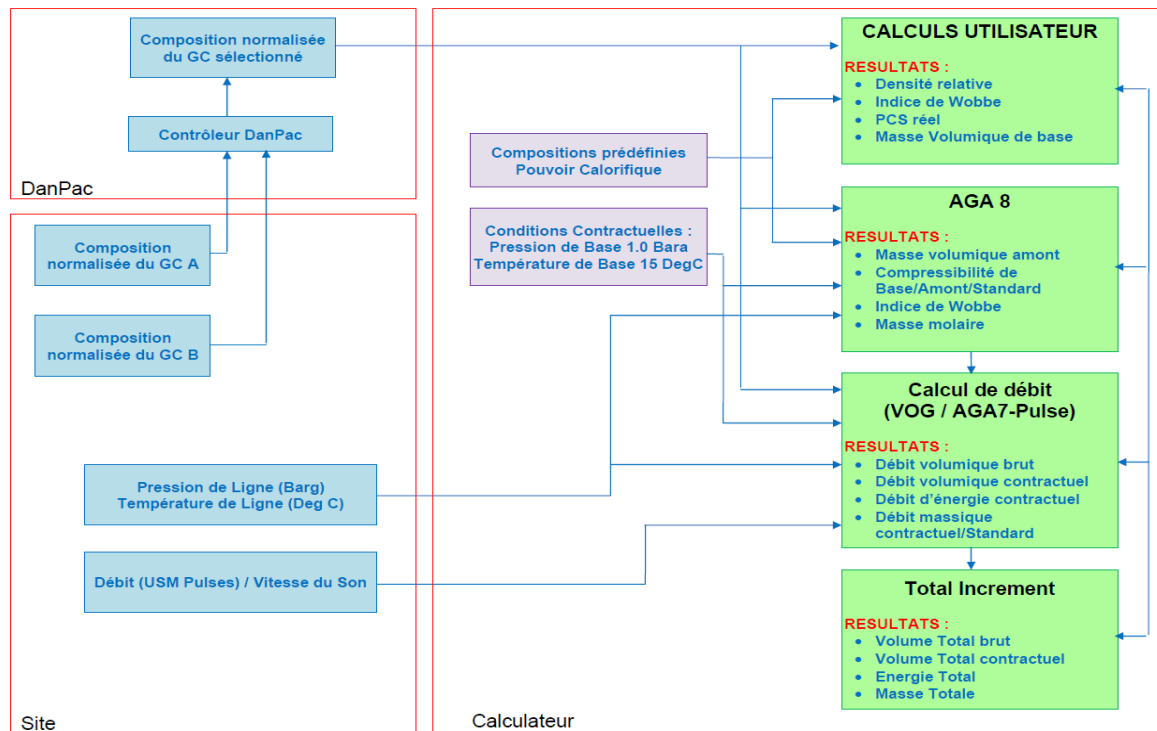 Composition normalisée
du GC sélectionné
Contrôleur DanPac
DanPac
Composition
normalisée du GC A
Composition
normalisée du GC B
Pression de Ligne (Barg)
Température de Ligne (Deg C)
Débit (USM Pulses) / Vitesse du Son
Site
Compositions prédéfinies
Pouvoir Calorifique
Conditions Contractuelles :
Pression de Base 1.0 Bara
Température de Base 15 DegC
CALCULS UTILISATEUR
RESULTATS :
• Densité relative
• Indice de Wobbe
• PCS réel
• Masse Volumique de base
AGA 8
RESULTATS :
• Masse volumique amont
• Compressibilité de
Base/Amont/Standard
• Indice de Wobbe
• Masse molaire
Calcul de débit
(VOG / AGA7-Pulse)
RESULTATS :
• Débit volumique brut
• Débit volumique contractuel
• Débit d'énergie contractuel
• Débit massique
contractuel/Standard
Total Increment
RESULTATS :
• Volume Total brut
• Volume Total contractuel
• Energie Total
• Masse Totale
Calculateur